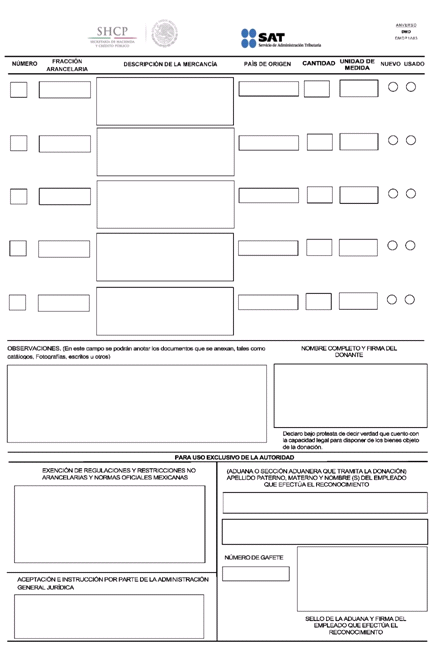 SHCP
SECRETARÍA DE HACIENDA
Y CRÉDITO PÚBLICO
SAT
Servicio de Administración Tributaria
ANVERSO
NÚMERO
FRACCIÓN
ARANCELARIA
DESCRIPCIÓN DE LA MERCANCÍA
PAÍS DE ORIGEN
CANTIDAD
UNIDAD DE
MEDIDA
NUEVO USADO
OBSERVACIONES. (En este campo se podrán anotar los documentos que se anexan, tales como
catálogos, Fotografías, escritos u otros)
NOMBRE COMPLETO Y FIRMA DEL
DONANTE
Declaro bajo protesta de decir verdad que cuento con
la capacidad legal para disponer de los bienes objeto
de la donación.
PARA USO EXCLUSIVO DE LA AUTORIDAD
EXENCIÓN DE REGULACIONES Y RESTRICCIONES NO
ARANCELARIAS Y NORMAS OFICIALES MEXICANAS
(ADUANA O SECCIÓN ADUANERA QUE TRAMITA LA DONACIÓN)
APELLIDO PATERNO, MATERNO Y NOMBRE (S) DEL EMPLEADO
QUE EFECTÚA EL RECONOCIMIENTO
NÚMERO DE GAFETE
ACEPTACIÓN E INSTRUCCIÓN POR PARTE DE LA ADMINISTRACIÓN
GENERAL JURÍDICA
SELLO DE LA ADUANA Y FIRMA DEL
EMPLEADO QUE EFECTÚA EL
RECONOCIMIENTO